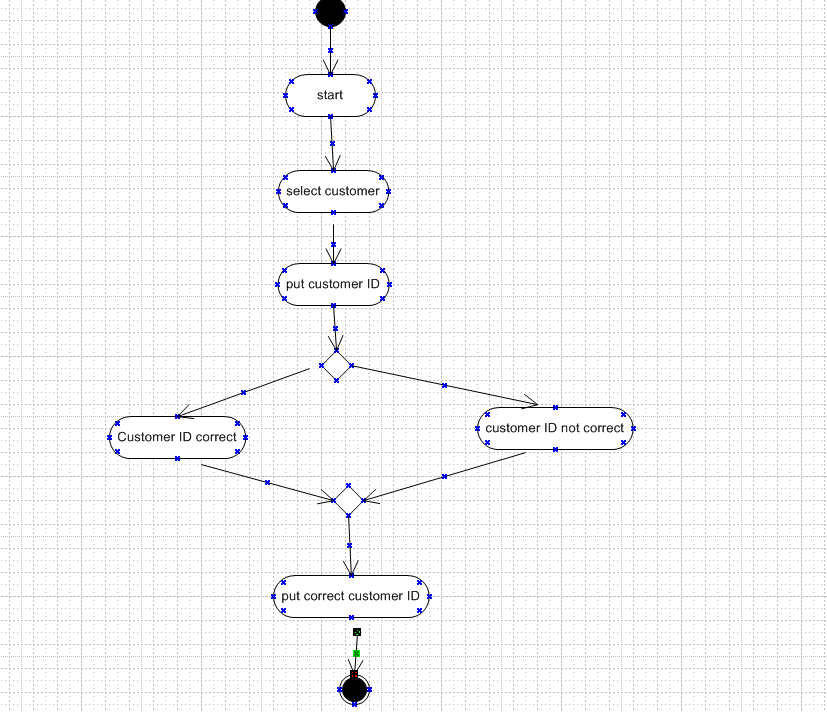 start
select customer
put customer ID
Customer ID correct
customer ID not correct
put correct customer ID